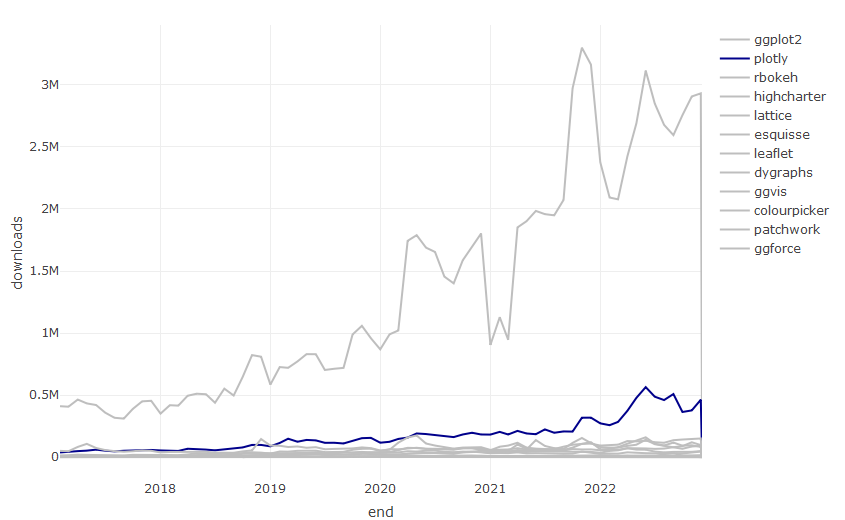 3M
2.5M
2M
1.5M
1M
0.5M
0
downloads
2018
2019
2020
2021
2022
end
ggplot2
plotly
rbokeh
highcharter
lattice
esquisse
leaflet
dygraphs
ggvis
colourpicker
patchwork
ggforce